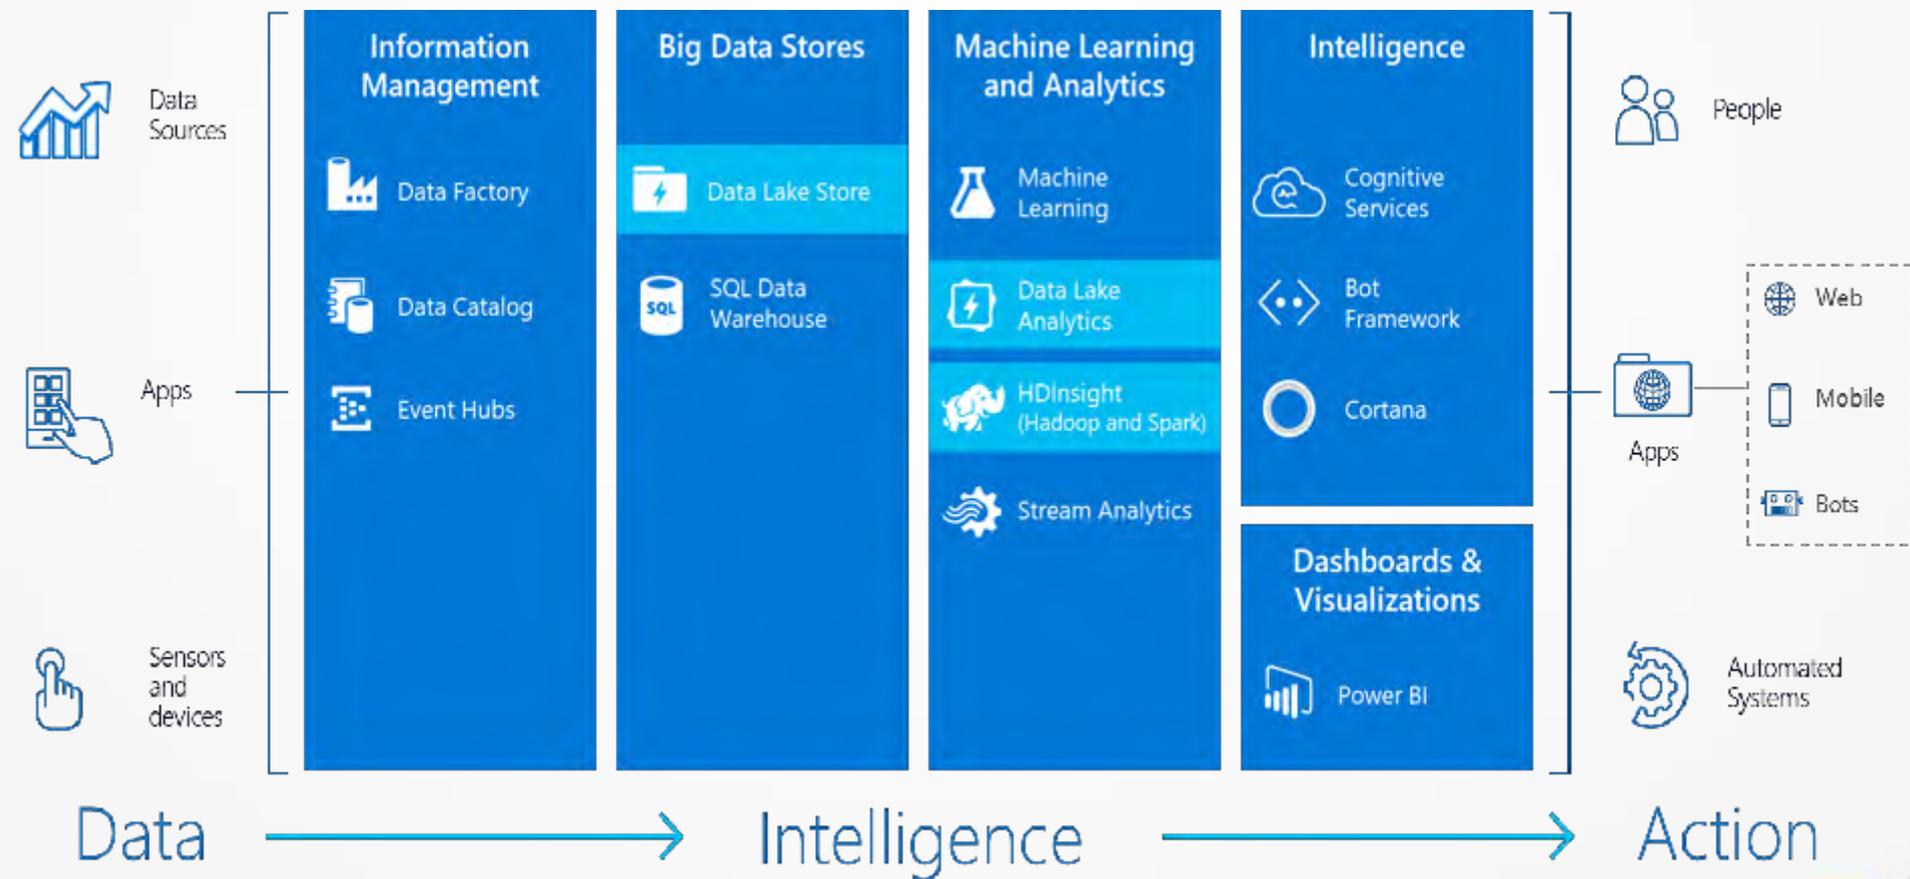 Data
Sources
Apps
Sensors
and
devices
Information
Management
Data Factory
Data Catalog
Event Hubs
Big Data Stores
Data Lake Store
SQL
SQL Data
Warehouse
Machine Learning
and Analytics
Machine
Learning
Data Lake
Analytics
HDInsight
(Hadoop and Spark)
Stream Analytics
Intelligence
Cognitive
Services
Bot
Framework
Cortana
Dashboards &
Visualizations
Power BI
People
Apps
Web
Mobile
Bots
Automated
Systems
Data
Intelligence
Action